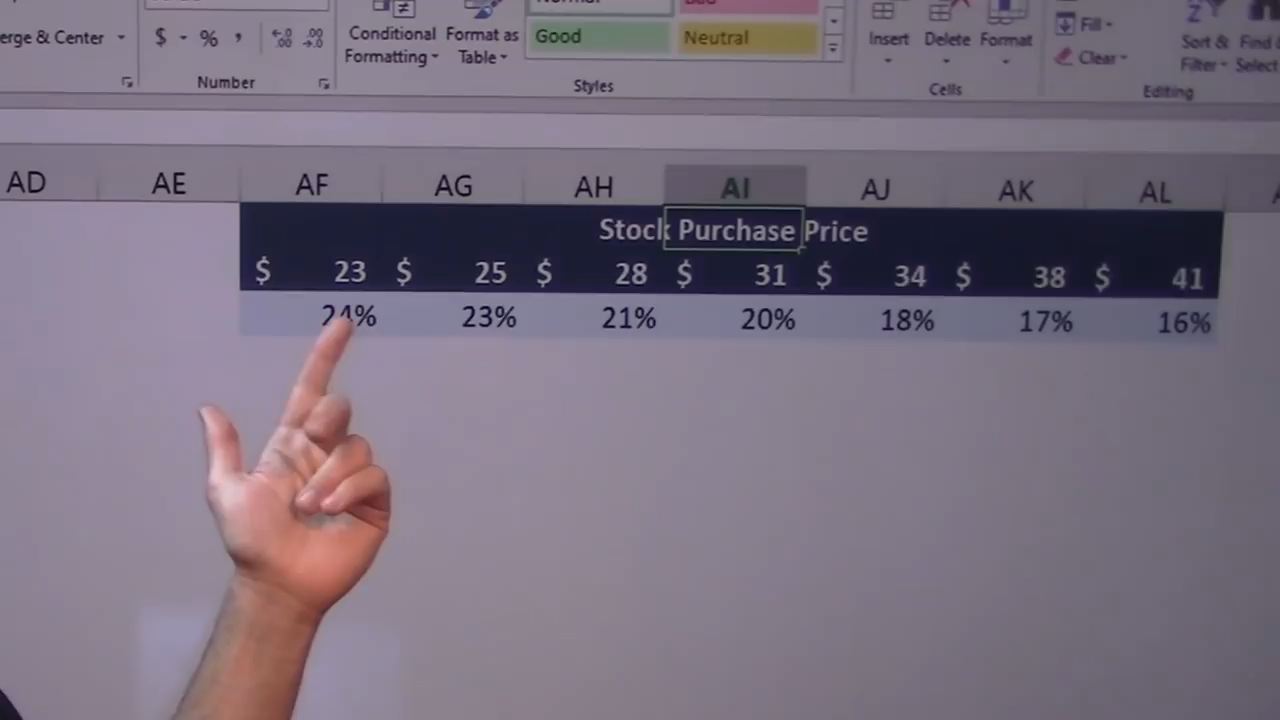 Good
Neutral
erge & Center
$ % ,
Conditional
Formatting
Format as
Table
Insert
Delete
Format
Fill
Clear
Sort &
Filter
Find
Select
Number
Styles
Cells
Editing
AD AE AF AG AH AI AJ AK AL
Stock Purchase Price
$ 23 $ 25 $ 28 $ 31 $ 34 $ 38 $ 41
24% 23% 21% 20% 18% 17% 16%